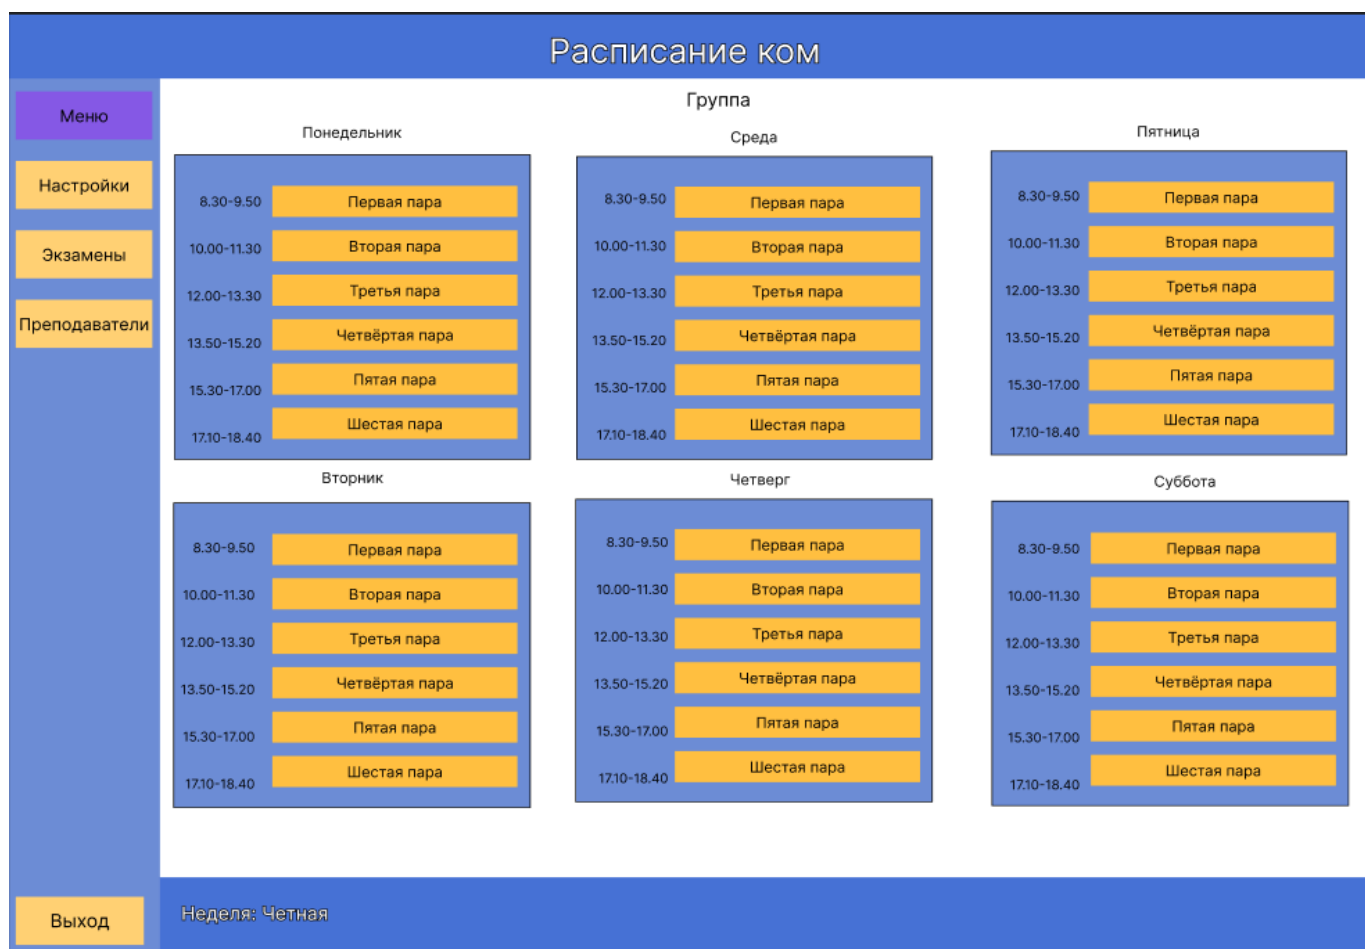 Расписание ком
Меню
Настройки
Экзамены
Преподаватели
Выход
Группа
Понедельник
8.30-9.50 Первая пара
10.00-11.30 Вторая пара
12.00-13.30 Третья пара
13.50-15.20 Четвёртая пара
15.30-17.00 Пятая пара
17.10-18.40 Шестая пара
Среда
8.30-9.50 Первая пара
10.00-11.30 Вторая пара
12.00-13.30 Третья пара
13.50-15.20 Четвёртая пара
15.30-17.00 Пятая пара
17.10-18.40 Шестая пара
Пятница
8.30-9.50 Первая пара
10.00-11.30 Вторая пара
12.00-13.30 Третья пара
13.50-15.20 Четвёртая пара
15.30-17.00 Пятая пара
17.10-18.40 Шестая пара
Вторник
8.30-9.50 Первая пара
10.00-11.30 Вторая пара
12.00-13.30 Третья пара
13.50-15.20 Четвёртая пара
15.30-17.00 Пятая пара
17.10-18.40 Шестая пара
Четверг
8.30-9.50 Первая пара
10.00-11.30 Вторая пара
12.00-13.30 Третья пара
13.50-15.20 Четвёртая пара
15.30-17.00 Пятая пара
17.10-18.40 Шестая пара
Суббота
8.30-9.50 Первая пара
10.00-11.30 Вторая пара
12.00-13.30 Третья пара
13.50-15.20 Четвёртая пара
15.30-17.00 Пятая пара
17.10-18.40 Шестая пара
Неделя: Четная